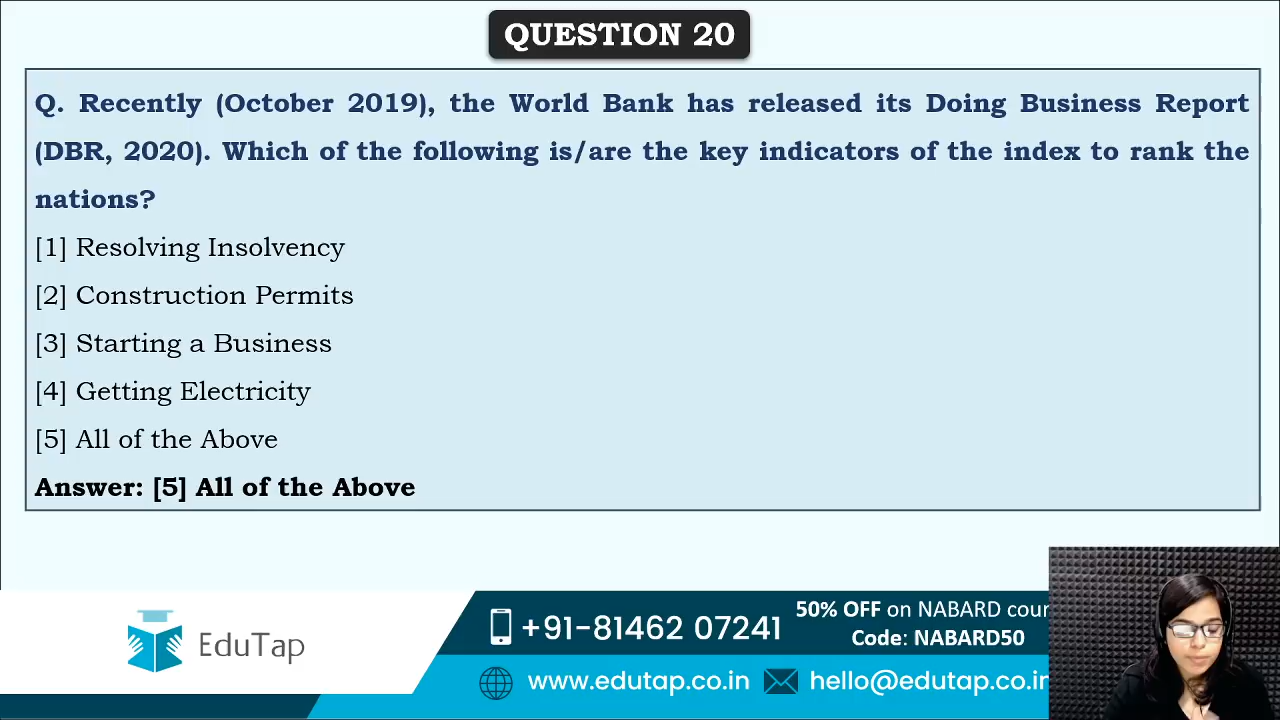 QUESTION 20
Q. Recently (October 2019), the World Bank has released its Doing Business Report
(DBR, 2020). Which of the following is/are the key indicators of the index to rank the
nations?
[1] Resolving Insolvency
[2] Construction Permits
[3] Starting a Business
[4] Getting Electricity
[5] All of the Above
Answer: [5] All of the Above
EduTap
+91-81462 07241
50% OFF on NABARD cour
Code: NABARD50
www.edutap.co.in
hello@edutap.co.in